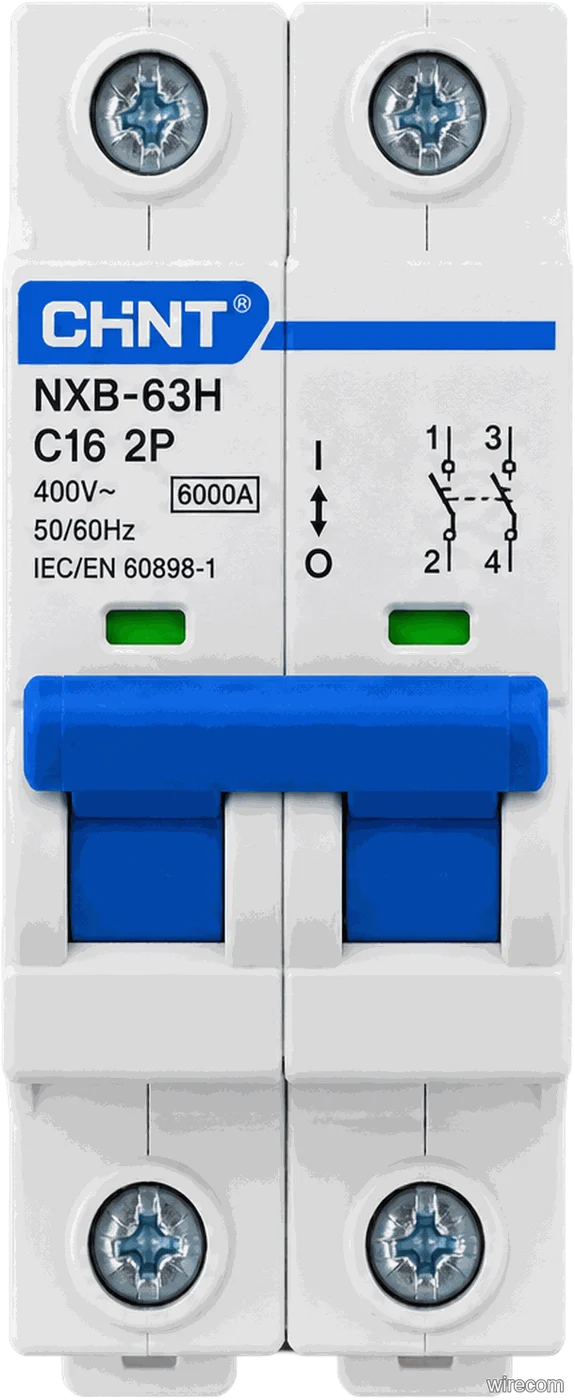 CHNT®
NXB-63H
C16 2P
400V~ 6000A
50/60Hz
IEC/EN 60898-1
I
O
1 3
2 4
wirecom